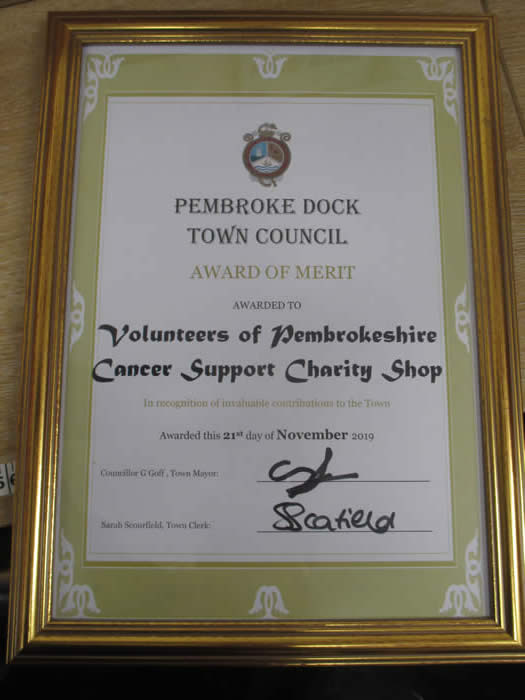 PEMBROKE DOCK
TOWN COUNCIL
AWARD OF MERIT
AWARDED TO
Volunteers of Pembrokeshire
Cancer Support Charity Shop
In recognition of invaluable contributions to the Town
Awarded this 21st day of November 2019
Councillor G Goff , Town Mayor:
Sarah Scourfield, Town Clerk: